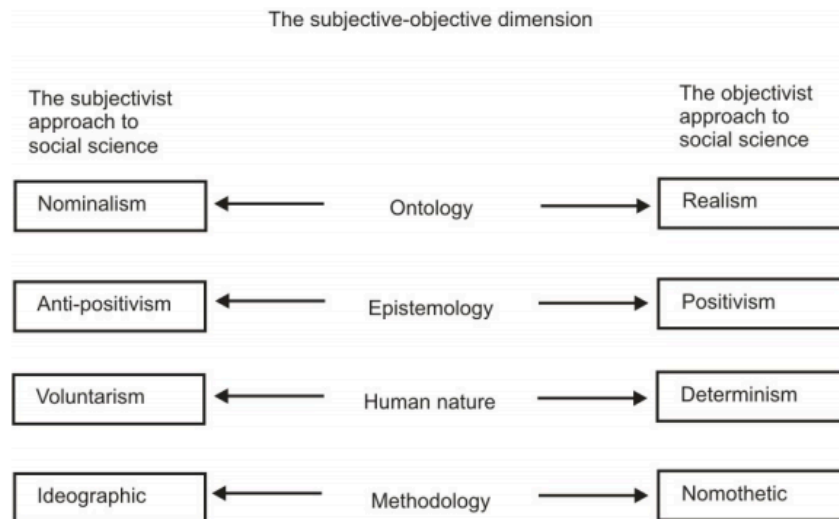 The subjective-objective dimension
The subjectivist
approach to
social science
The objectivist
approach to
social science
Nominalism
Ontology
Realism
Anti-positivism
Epistemology
Positivism
Voluntarism
Human nature
Determinism
Ideographic
Methodology
Nomothetic